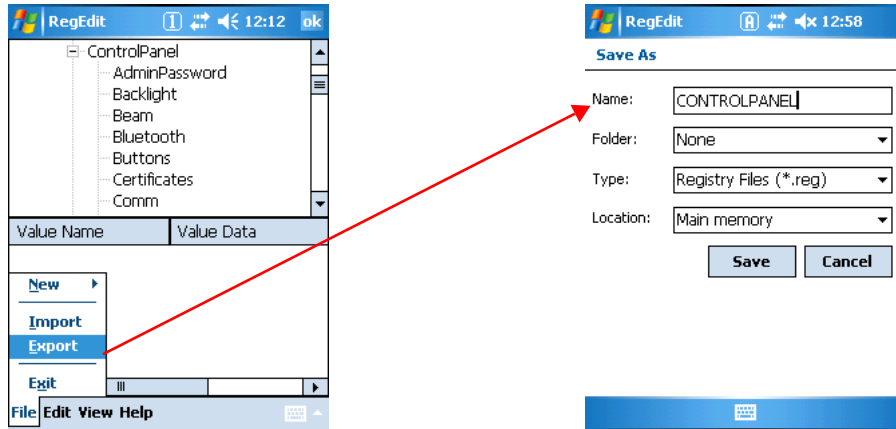 RegEdit 1 12:12 ok
ControlPanel
AdminPassword
Backlight
Beam
Bluetooth
Buttons
Certificates
Comm
Value Name Value Data
New
Import
Export
Exit
File Edit View Help
RegEdit A 12:58
Save As
Name: CONTROLPANEL
Folder: None
Type: Registry Files (*.reg)
Location: Main memory
Save Cancel